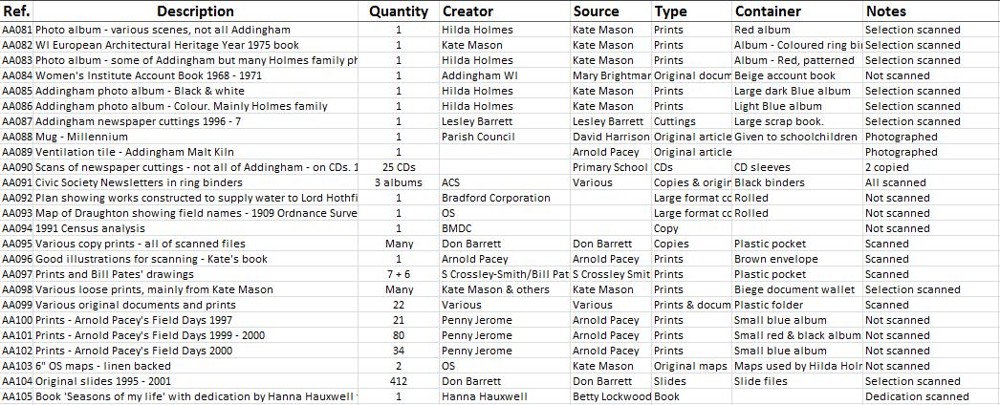 Ref. Description Quantity Creator Source Type Container Notes
AA081 Photo album - various scenes, not all Addingham 1 Hilda Holmes Kate Mason Prints Red album Selection scanned
AA082 WI European Architectural Heritage Year 1975 book 1 Kate Mason Kate Mason Prints Album - Coloured ring bi Selection scanned
AA083 Photo album - some of Addingham but many Holmes family ph 1 Hilda Holmes Kate Mason Prints Album - Red, patterned Selection scanned
AA084 Women's Institute Account Book 1968 - 1971 1 Addingham WI Mary Brightmar Original docum Beige account book Not scanned
AA085 Addingham photo album - Black & white 1 Hilda Holmes Kate Mason Prints Large dark Blue album Selection scanned
AA086 Addingham photo album - Colour. Mainly Holmes family 1 Hilda Holmes Kate Mason Prints Light Blue album Selection scanned
AA087 Addingham newspaper cuttings 1996 - 7 1 Lesley Barrett Lesley Barrett Cuttings Large scrap book. Selection scanned
AA088 Mug - Millennium 1 Parish Council David Harrison Original article Given to schoolchildren Photographed
AA089 Ventilation tile - Addingham Malt Kiln 1 Arnold Pacey Original article Photographed
AA090 Scans of newspaper cuttings - not all of Addingham - on CDs. 1 25 CDs Primary School CDs CD sleeves 2 copied
AA091 Civic Society Newsletters in ring binders 3 albums ACS Various Copies & origin Black binders All scanned
AA092 Plan showing works constructed to supply water to Lord Hothfi 1 Bradford Corporation Large format cc Rolled Not scanned
AA093 Map of Draughton showing field names - 1909 Ordnance Surve 1 OS Large format cc Rolled Not scanned
AA094 1991 Census analysis 1 BMDC Copy Not scanned
AA095 Various copy prints - all of scanned files Many Don Barrett Don Barrett Copies Plastic pocket Scanned
AA096 Good illustrations for scanning - Kate's book 1 Arnold Pacey Arnold Pacey Prints Brown envelope Scanned
AA097 Prints and Bill Pates' drawings 7 + 6 S Crossley-Smith/Bill Pat S Crossley Smit Prints Plastic pocket Scanned
AA098 Various loose prints, mainly from Kate Mason Many Kate Mason & others Kate Mason Prints Biege document wallet Selection scanned
AA099 Various original documents and prints 22 Various Various Prints & docum Plastic folder Scanned
AA100 Prints - Arnold Pacey's Field Days 1997 21 Penny Jerome Arnold Pacey Prints Small blue album Not scanned
AA101 Prints - Arnold Pacey's Field Days 1999 - 2000 80 Penny Jerome Arnold Pacey Prints Small red & black album Not scanned
AA102 Prints - Arnold Pacey's Field Days 2000 34 Penny Jerome Arnold Pacey Prints Small blue album Not scanned
AA103 6" OS maps - linen backed 2 OS Kate Mason Original maps Maps used by Hilda Holr Not scanned
AA104 Original slides 1995 - 2001 412 Don Barrett Don Barrett Slides Slide files Selection scanned
AA105 Book 'Seasons of my life' with dedication by Hanna Hauxwell 1 Hanna Hauxwell Betty Lockwood Book Dedication scanned